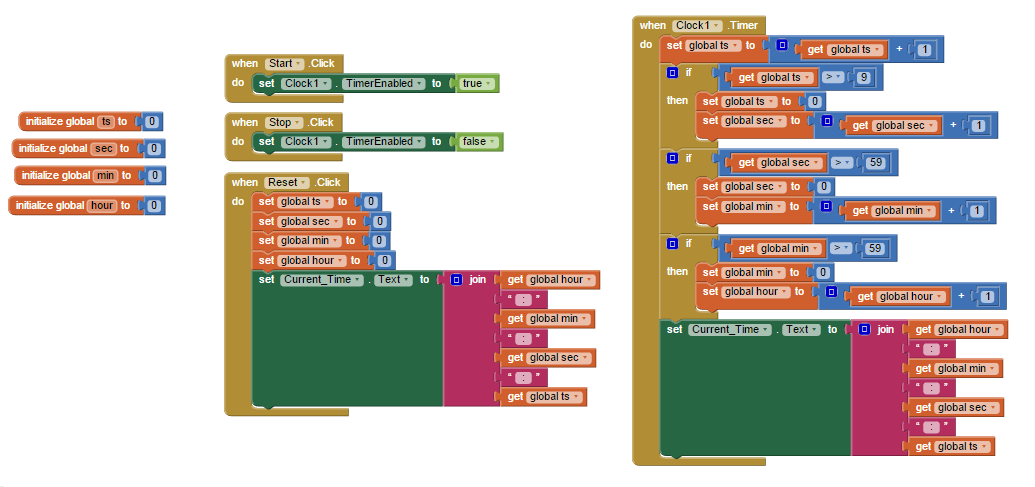 initialize global ts to 0
initialize global sec to 0
initialize global min to 0
initialize global hour to 0
when Start .Click
do set Clock1 . TimerEnabled to true
when Stop .Click
do set Clock1 . TimerEnabled to false
when Reset .Click
do set global ts to 0
set global sec to 0
set global min to 0
set global hour to 0
set Current_Time . Text to join get global hour
" : "
get global min
" : "
get global sec
" : "
get global ts
when Clock1 .Timer
do set global ts to get global ts + 1
if get global ts > 9
then set global ts to 0
set global sec to get global sec + 1
if get global sec > 59
then set global sec to 0
set global min to get global min + 1
if get global min > 59
then set global min to 0
set global hour to get global hour + 1
set Current_Time . Text to join get global hour
" : "
get global min
" : "
get global sec
" : "
get global ts